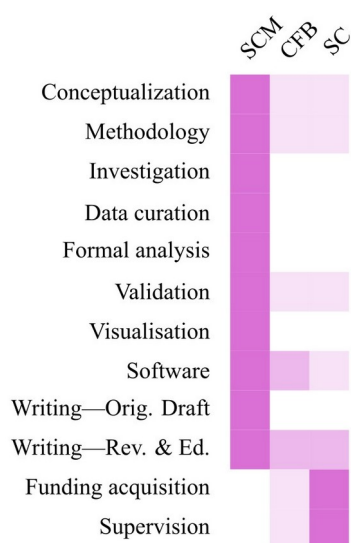 SCM CFB SC
Conceptualization
Methodology
Investigation
Data curation
Formal analysis
Validation
Visualisation
Software
Writing—Orig. Draft
Writing—Rev. & Ed.
Funding acquisition
Supervision